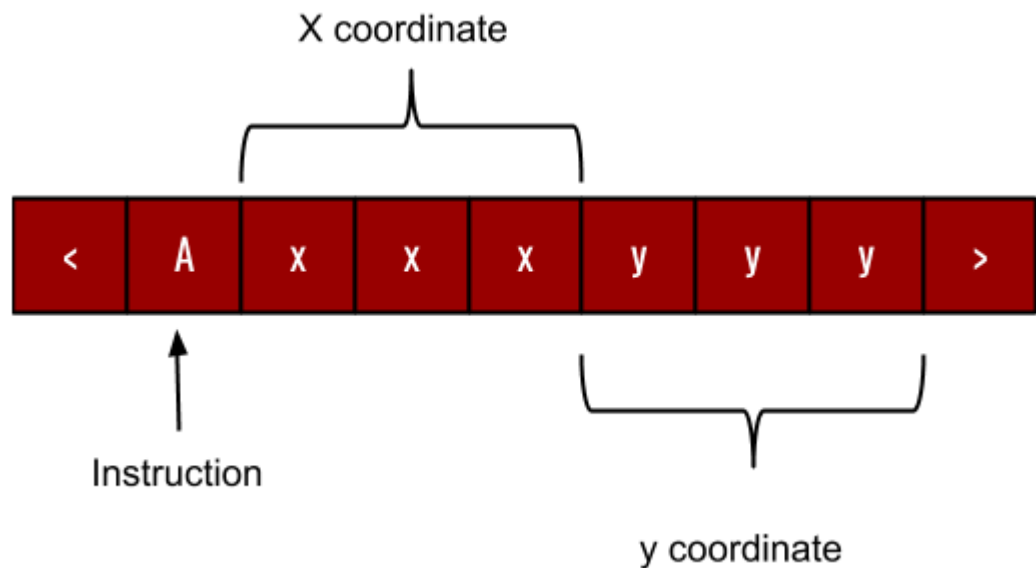 X coordinate
< A x x x y y y >
Instruction
y coordinate